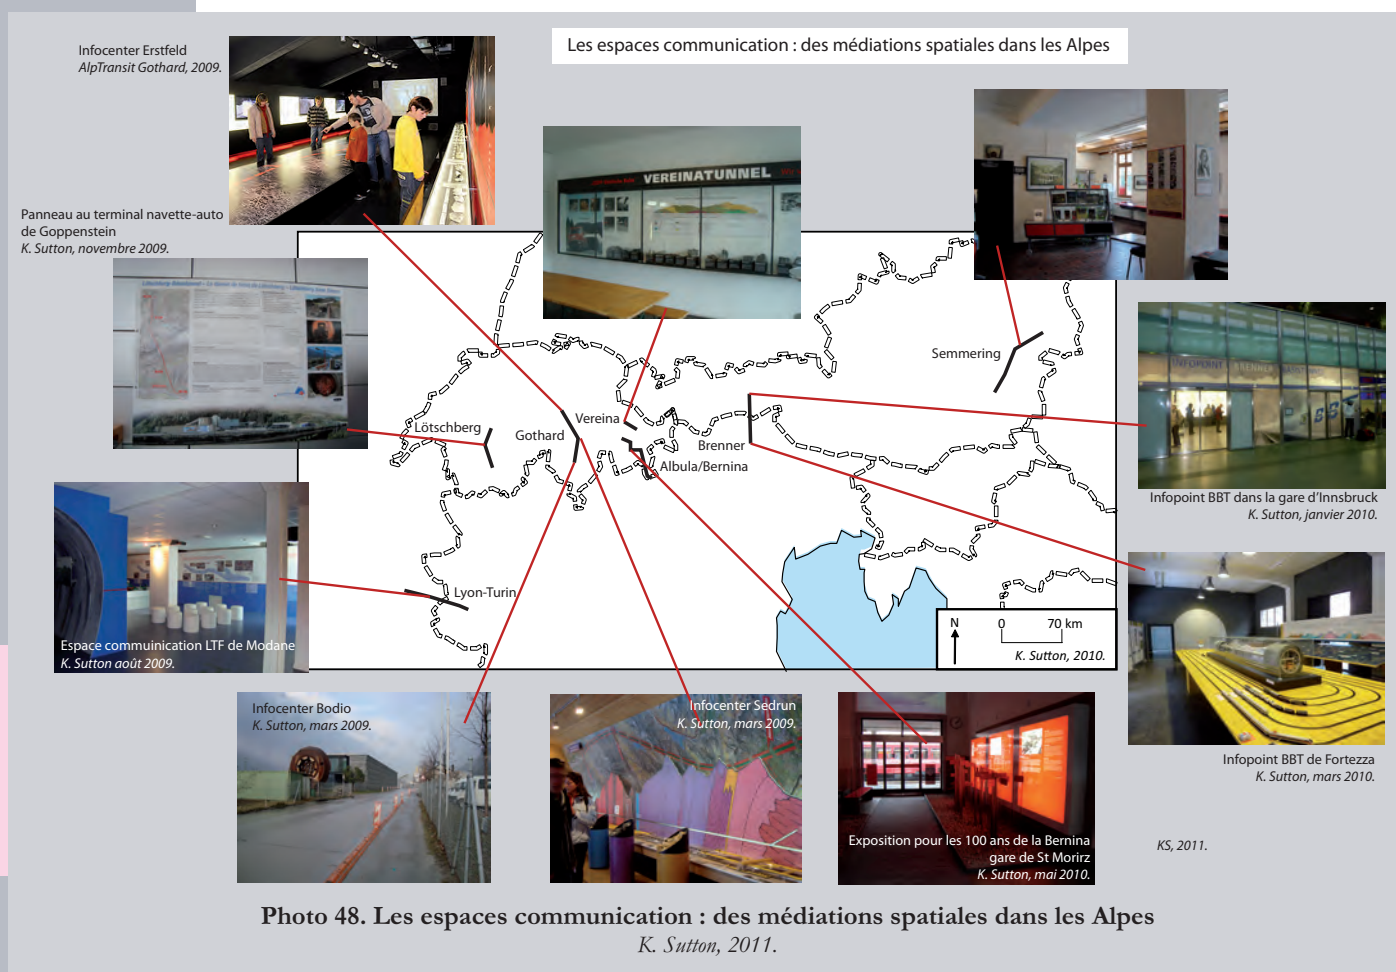 Les espaces communication : des médiations spatiales dans les Alpes
Infocenter Erstfeld
AlpTransit Gothard, 2009.
VEREINATUNNEL
Panneau au terminal navette-auto
de Goppenstein
K. Sutton, novembre 2009.
Semmering
INFOPOINT
Lötschberg
Gothard
Vereina
Brenner
Albula/Bernina
Infopoint BBT dans la gare d'Innsbruck
K. Sutton, janvier 2010.
Lyon-Turin
N
0
70 km
K. Sutton, 2010.
Espace commuinication LTF de Modane
K. Sutton août 2009.
Infocenter Bodio
K. Sutton, mars 2009.
Infocenter Sedrun
K. Sutton, mars 2009.
Exposition pour les 100 ans de la Bernina
gare de St Morirz
K. Sutton, mai 2010.
Infopoint BBT de Fortezza
K. Sutton, mars 2010.
KS, 2011.
Photo 48. Les espaces communication : des médiations spatiales dans les Alpes
K. Sutton, 2011.